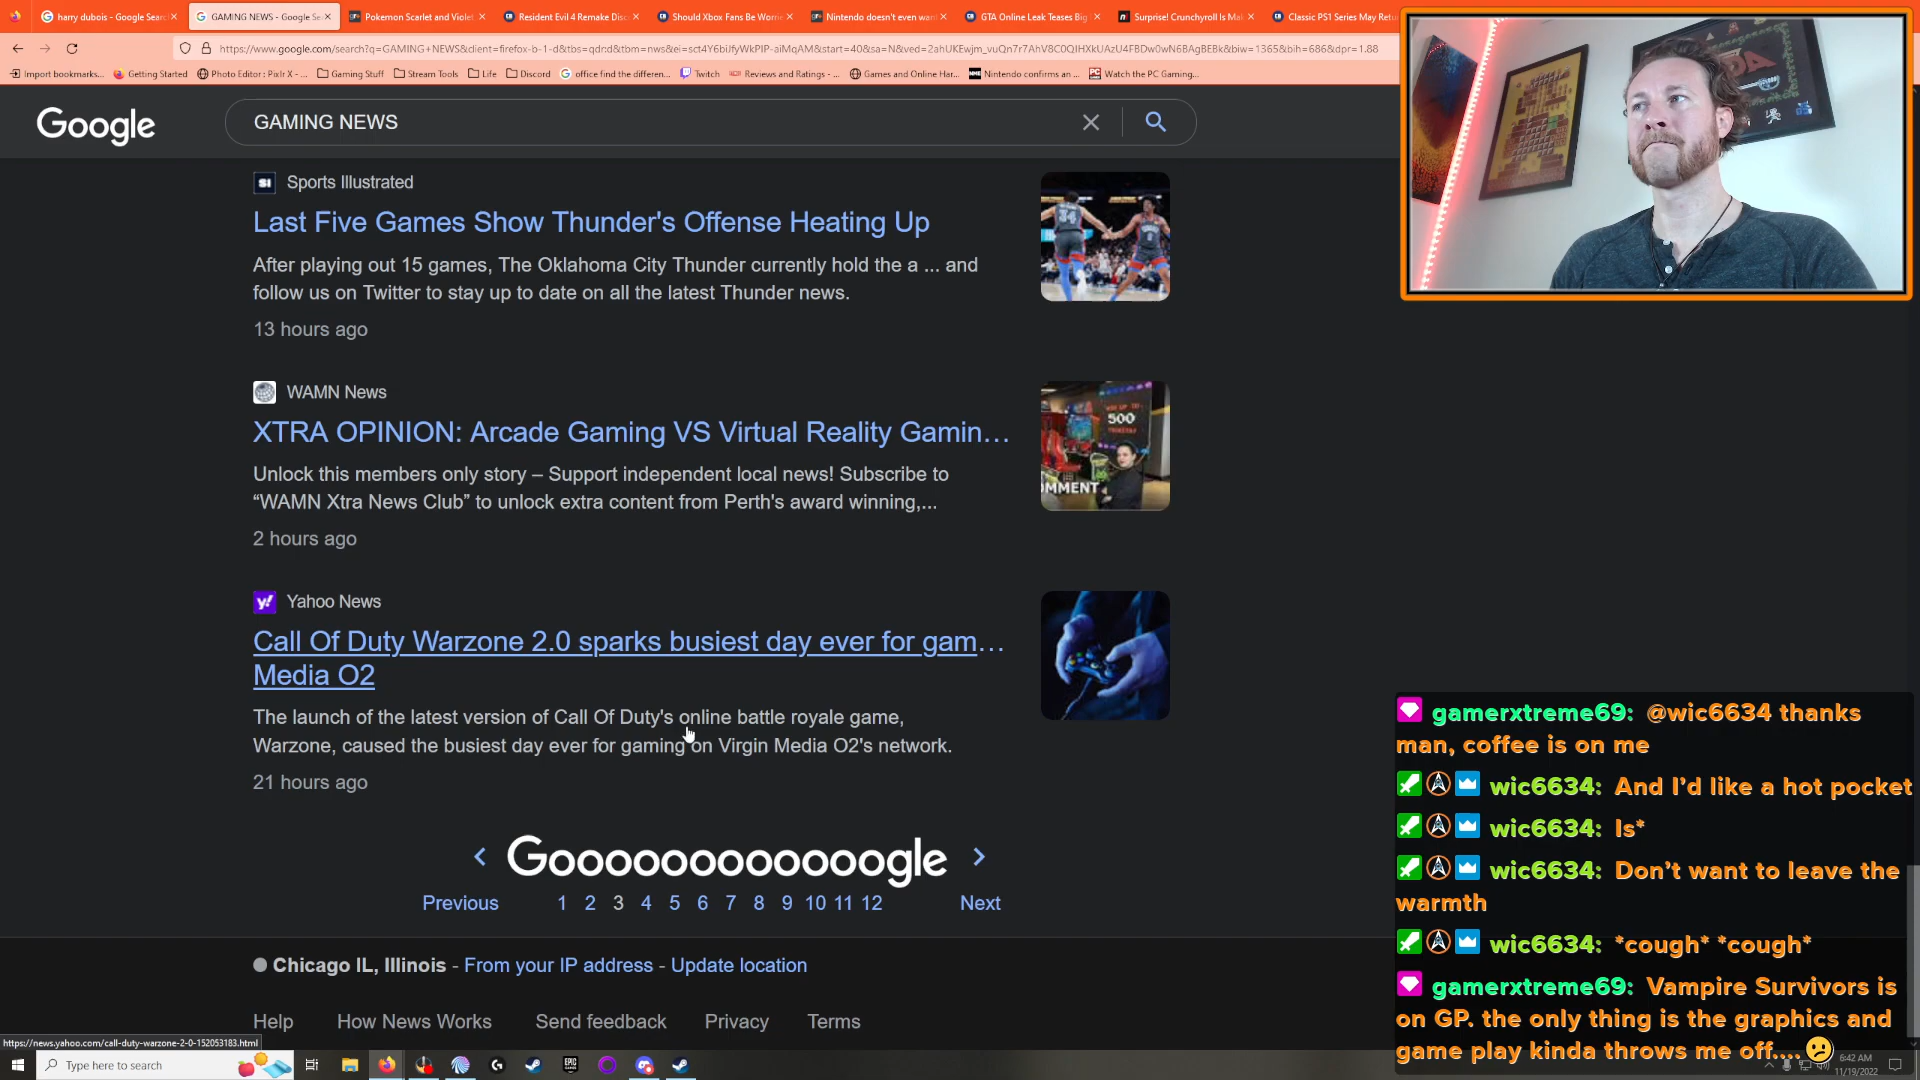 harry dubois - Google Sear
GAMING NEWS - Google Se
Pokemon Scarlet and Violet
Resident Evil 4 Remake Disc
Should Xbox Fans Be Worrie
Nintendo doesn't even wan
GTA Online Leak Teases Big
Surprise! Crunchyroll Is Mak
Classic PS1 Series May Retu
Import bookmarks...
Getting Started
Photo Editor : Pixlr X - ...
Gaming Stuff
Stream Tools
Life
Discord
office find the differen...
Twitch
Reviews and Ratings - ...
Games and Online Har...
Nintendo confirms an ...
Watch the PC Gaming...
Google
GAMING NEWS
Sports Illustrated
Last Five Games Show Thunder's Offense Heating Up
After playing out 15 games, The Oklahoma City Thunder currently hold the a ... and
follow us on Twitter to stay up to date on all the latest Thunder news.
13 hours ago
WAMN News
XTRA OPINION: Arcade Gaming VS Virtual Reality Gamin...
Unlock this members only story – Support independent local news! Subscribe to
“WAMN Xtra News Club” to unlock extra content from Perth's award winning,...
2 hours ago
500
OMMENT
Yahoo News
Call Of Duty Warzone 2.0 sparks busiest day ever for gam...
Media O2
The launch of the latest version of Call Of Duty's online battle royale game,
Warzone, caused the busiest day ever for gaming on Virgin Media O2's network.
21 hours ago
Goooooooooooogle
Previous 1 2 3 4 5 6 7 8 9 10 11 12 Next
Chicago IL, Illinois - From your IP address - Update location
Help How News Works Send feedback Privacy Terms
https://news.yahoo.com/call-duty-warzone-2-0-152053183.html
Type here to search
gamerxtreme69: @wic6634 thanks
man, coffee is on me
wic6634: And I’d like a hot pocket
wic6634: Is*
wic6634: Don’t want to leave the
warmth
wic6634: *cough* *cough*
gamerxtreme69: Vampire Survivors is
on GP. the only thing is the graphics and
game play kinda throws me off....
6:42 AM
11/19/2022